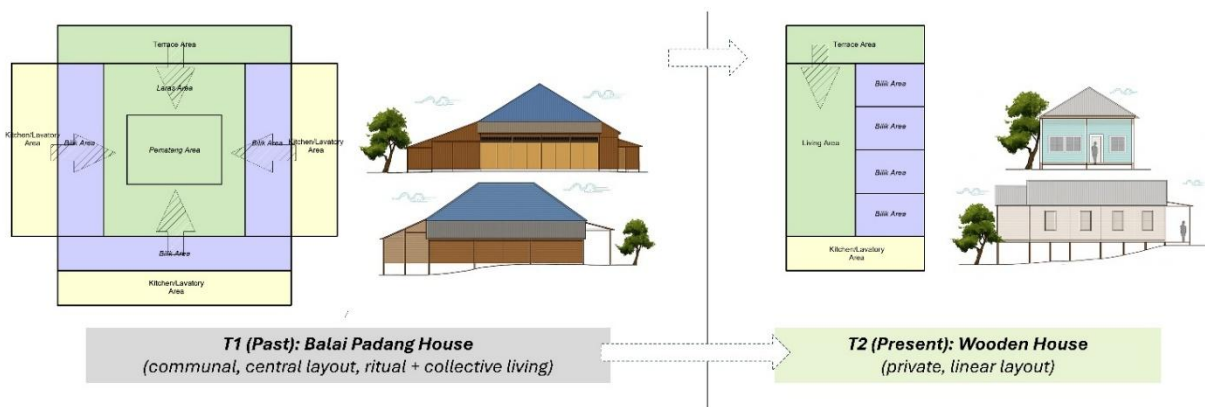 Terrace Area
Laras Area
Kitchen/Lavatory
Area
Bilik Area
Pemateng Area
Bilik Area
Kitchen/Lavatory
Area
Bilik Area
Kitchen/Lavatory
Area
T1 (Past): Balai Padang House
(communal, central layout, ritual + collective living)
Terrace Area
Living Area
Bilik Area
Bilik Area
Bilik Area
Bilik Area
Kitchen/Lavatory
Area
T2 (Present): Wooden House
(private, linear layout)